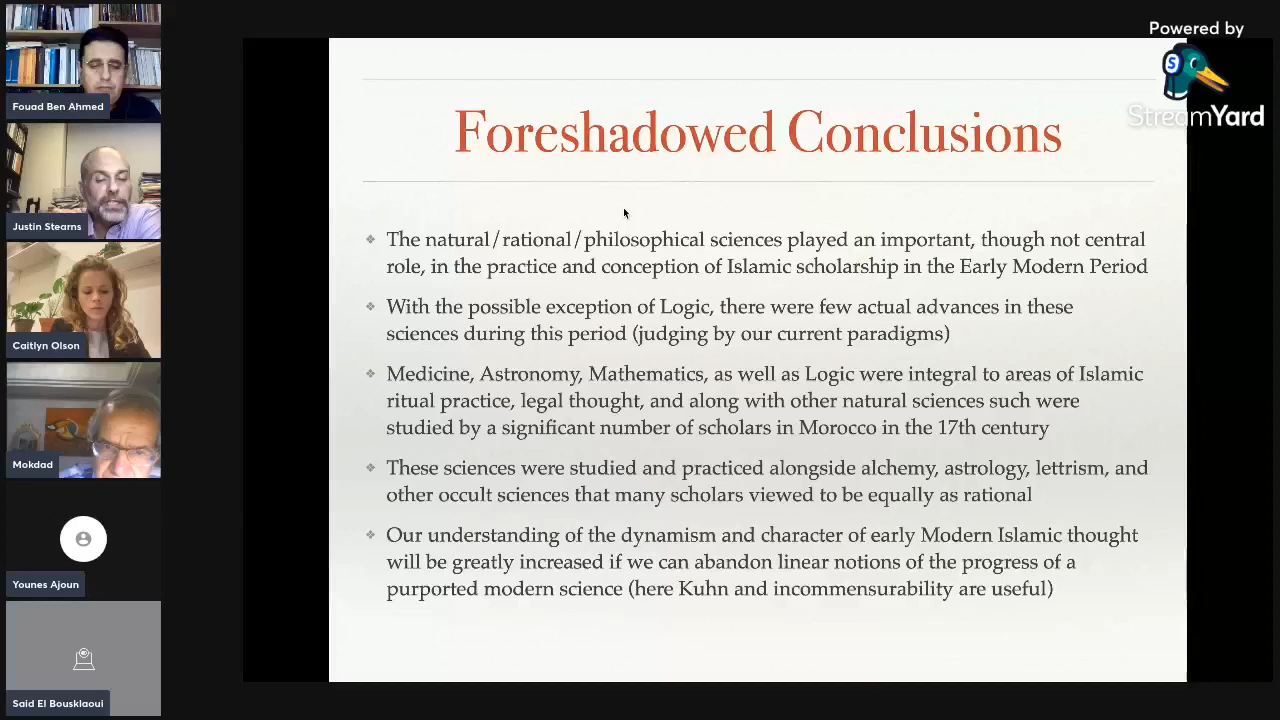 Powered by
StreamYard
Fouad Ben Ahmed
Justin Stearns
Caitlyn Olson
Mokdad
Younes Ajoun
Said El Bousklaoui
Foreshadowed Conclusions
The natural/rational/philosophical sciences played an important, though not central
role, in the practice and conception of Islamic scholarship in the Early Modern Period
With the possible exception of Logic, there were few actual advances in these
sciences during this period (judging by our current paradigms)
Medicine, Astronomy, Mathematics, as well as Logic were integral to areas of Islamic
ritual practice, legal thought, and along with other natural sciences such were
studied by a significant number of scholars in Morocco in the 17th century
These sciences were studied and practiced alongside alchemy, astrology, lettrism, and
other occult sciences that many scholars viewed to be equally as rational
Our understanding of the dynamism and character of early Modern Islamic thought
will be greatly increased if we can abandon linear notions of the progress of a
purported modern science (here Kuhn and incommensurability are useful)